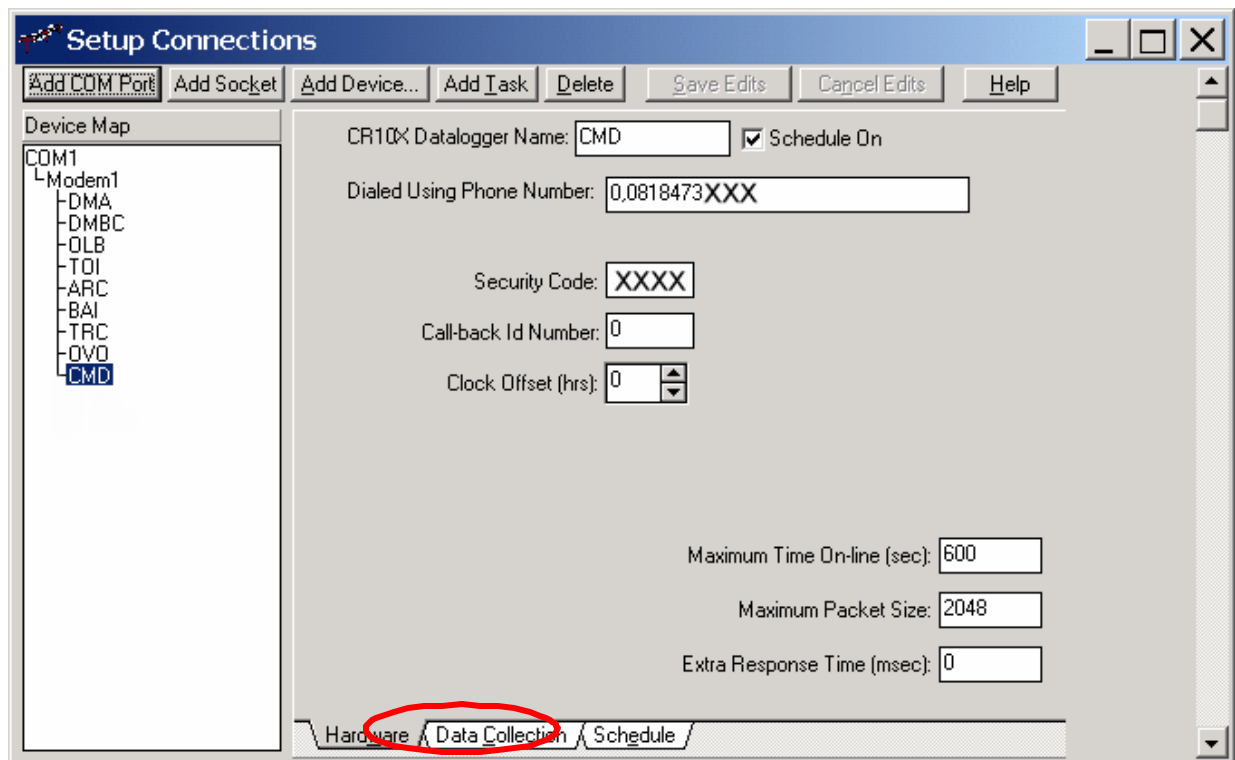 Setup Connections
Add COM Port Add Socket Add Device... Add Task Delete Save Edits Cancel Edits Help
Device Map
COM1
Modem1
DMA
DMBC
OLB
TOI
ARC
BAI
TRC
OVO
CMD
CR10X Datalogger Name: CMD Schedule On
Dialed Using Phone Number: 0,0818473XXX
Security Code: XXXX
Call-back Id Number: 0
Clock Offset (hrs): 0
Maximum Time On-line (sec): 600
Maximum Packet Size: 2048
Extra Response Time (msec): 0
Hardware Data Collection Schedule